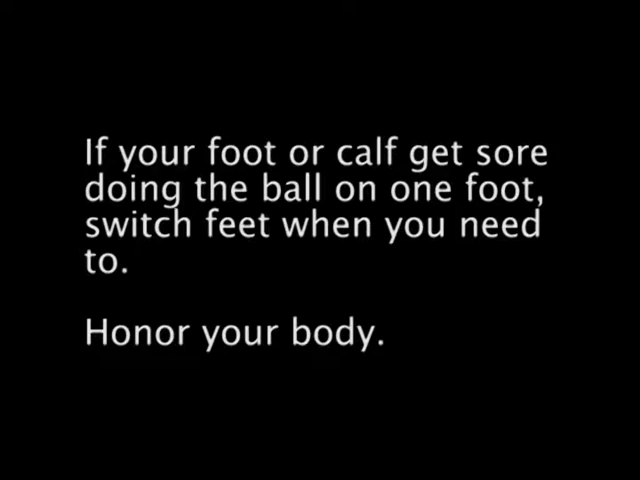 If your foot or calf get sore
doing the ball on one foot,
switch feet when you need
to.
Honor your body.